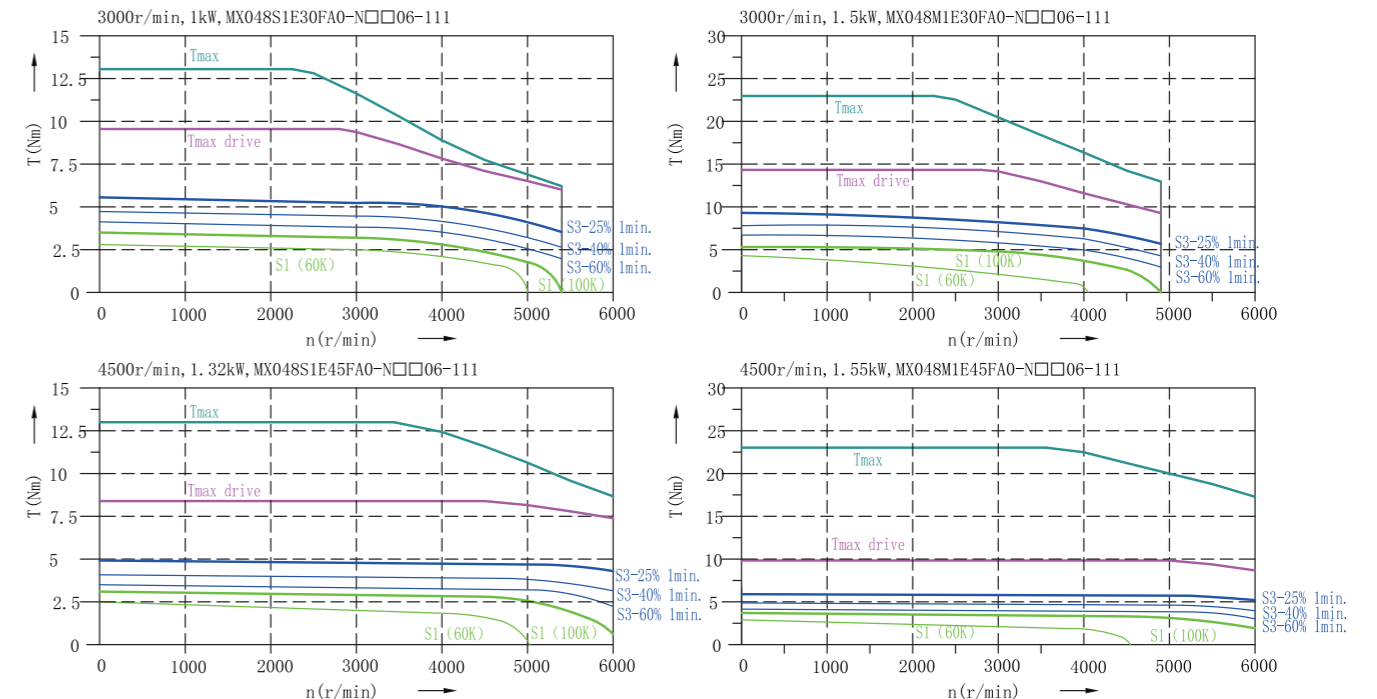 3000r/min, 1kW, MX048S1E30FA0-N□□06-111
15
12.5
10
7.5
5
2.5
0
T(Nm)
Tmax
Tmax drive
S3-25% 1min.
S3-40% 1min.
S3-60% 1min.
S1 (60K)
S1 (100K)
0 1000 2000 3000 4000 5000 6000
n(r/min)
3000r/min, 1.5kW, MX048M1E30FA0-N□□06-111
30
25
20
15
10
5
0
T(Nm)
Tmax
Tmax drive
S3-25% 1min.
S1 (100K)
S3-40% 1min.
S3-60% 1min.
S1 (60K)
0 1000 2000 3000 4000 5000 6000
n(r/min)
4500r/min, 1.32kW, MX048S1E45FA0-N□□06-111
15
12.5
10
7.5
5
2.5
0
T(Nm)
Tmax
Tmax drive
S3-25% 1min.
S3-40% 1min.
S3-60% 1min.
S1 (60K)
S1 (100K)
0 1000 2000 3000 4000 5000 6000
n(r/min)
4500r/min, 1.55kW, MX048M1E45FA0-N□□06-111
30
25
20
15
10
5
0
T(Nm)
Tmax
Tmax drive
S3-25% 1min.
S3-40% 1min.
S3-60% 1min.
S1 (60K)
S1 (100K)
0 1000 2000 3000 4000 5000 6000
n(r/min)